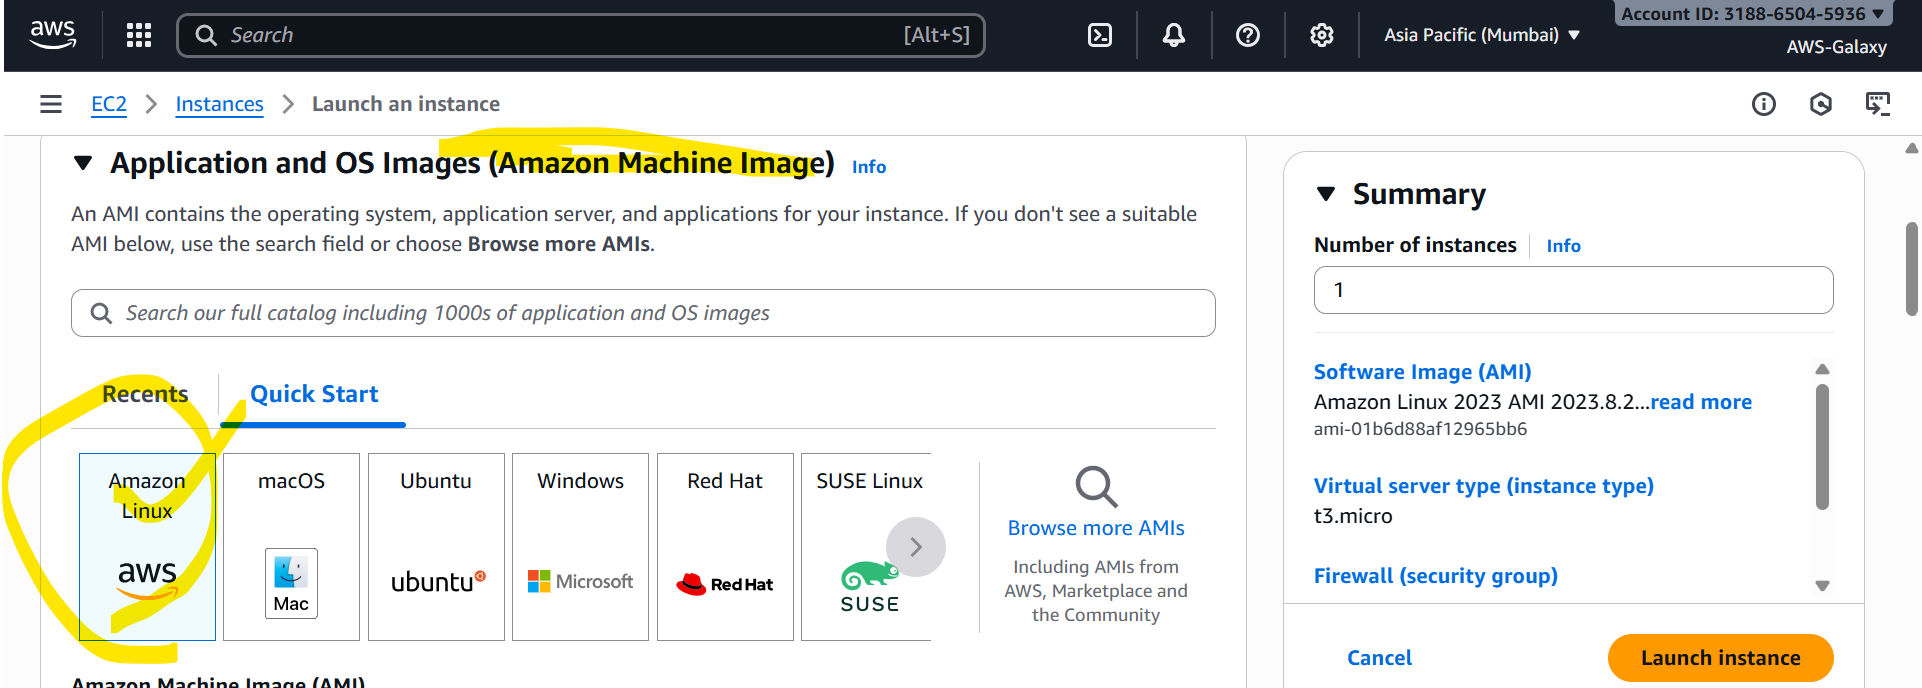 aws
Search [Alt+S]
Asia Pacific (Mumbai) ▼
Account ID: 3188-6504-5936 ▼
AWS-Galaxy
EC2 > Instances > Launch an instance
Application and OS Images (Amazon Machine Image) Info
An AMI contains the operating system, application server, and applications for your instance. If you don't see a suitable
AMI below, use the search field or choose Browse more AMIs.
Search our full catalog including 1000s of application and OS images
Recents
Quick Start
Amazon
Linux
aws
macOS
Mac
Ubuntu
ubuntu
Windows
Microsoft
Red Hat
Red Hat
SUSE Linux
SUSE
Browse more AMIs
Including AMIs from
AWS, Marketplace and
the Community
Amazon Machine Image (AMI)
Summary
Number of instances Info
1
Software Image (AMI)
Amazon Linux 2023 AMI 2023.8.2...read more
ami-01b6d88af12965bb6
Virtual server type (instance type)
t3.micro
Firewall (security group)
Cancel
Launch instance